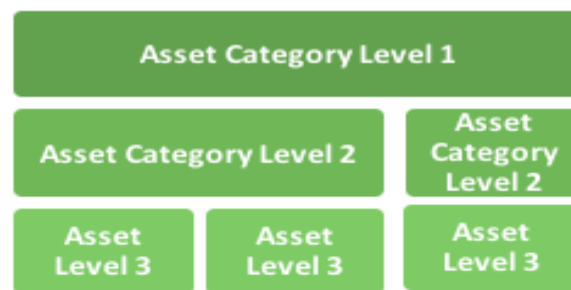 Asset Category Level 1
Asset Category Level 2
Asset
Category
Level 2
Asset
Level 3
Asset
Level 3
Asset
Level 3